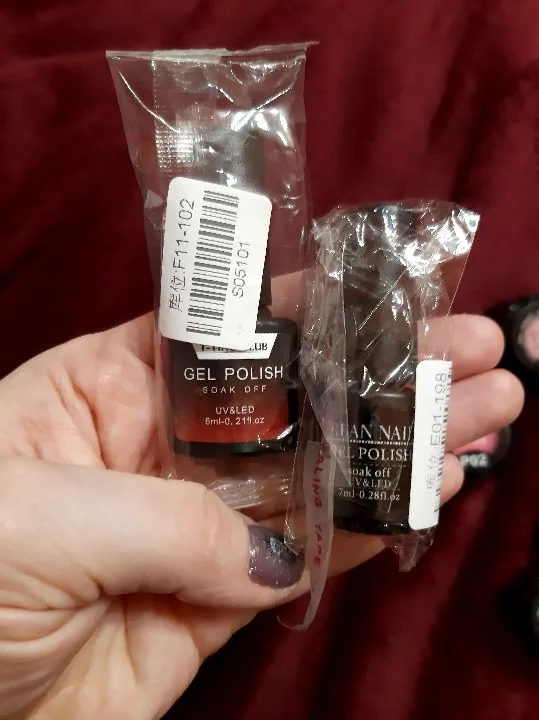 库位:F11-102
S05101
GEL POLISH
SOAK OFF
UV&LED
6ml-0.21fl.oz
库位:E01-198
GEL POLISH
soak off
UV&LED
7ml-0.28fl.oz
TAPE